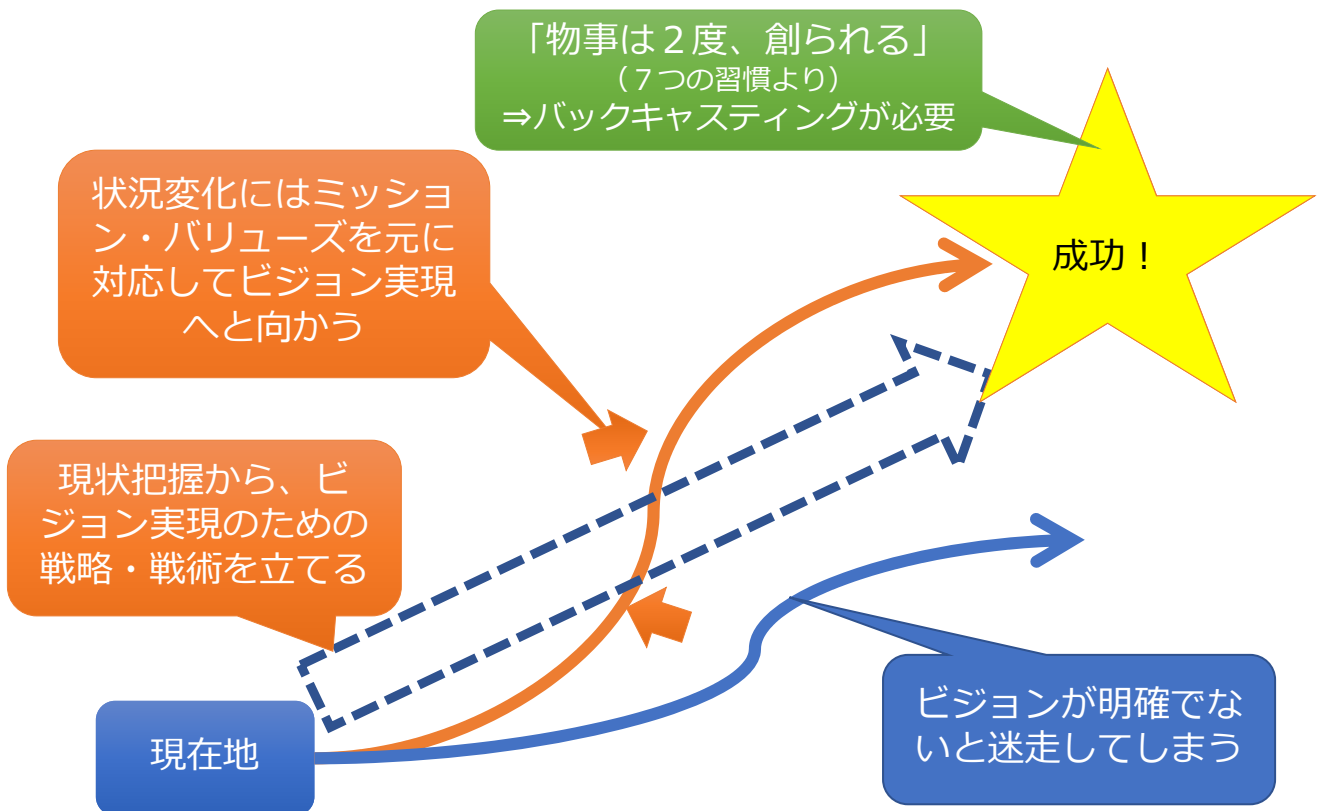 「物事は２度、創られる」
（７つの習慣より）
⇒バックキャスティングが必要
状況変化にはミッショ
ン・バリューズを元に
対応してビジョン実現
へと向かう
成功！
現状把握から、ビ
ジョン実現のための
戦略・戦術を立てる
現在地
ビジョンが明確でな
いと迷走してしまう